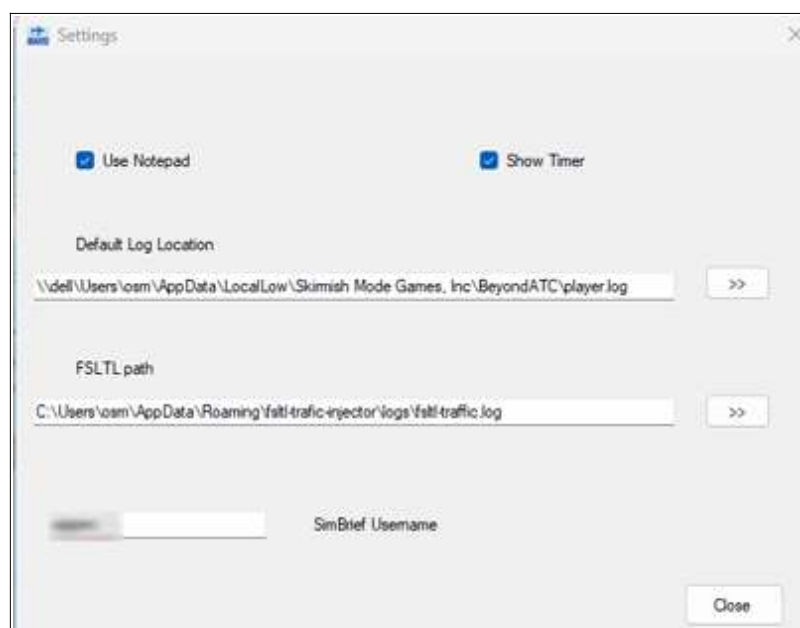 Settings
Use Notepad
Show Timer
Default Log Location
\\dell\Users\osm\AppData\LocalLow\Skirmish Mode Games, Inc\BeyondATC\player.log
>>
FSLTL path
C:\Users\osm\AppData\Roaming\fsltl-trafic-injector\logs\fsltl-traffic.log
>>
SimBrief Username
Close